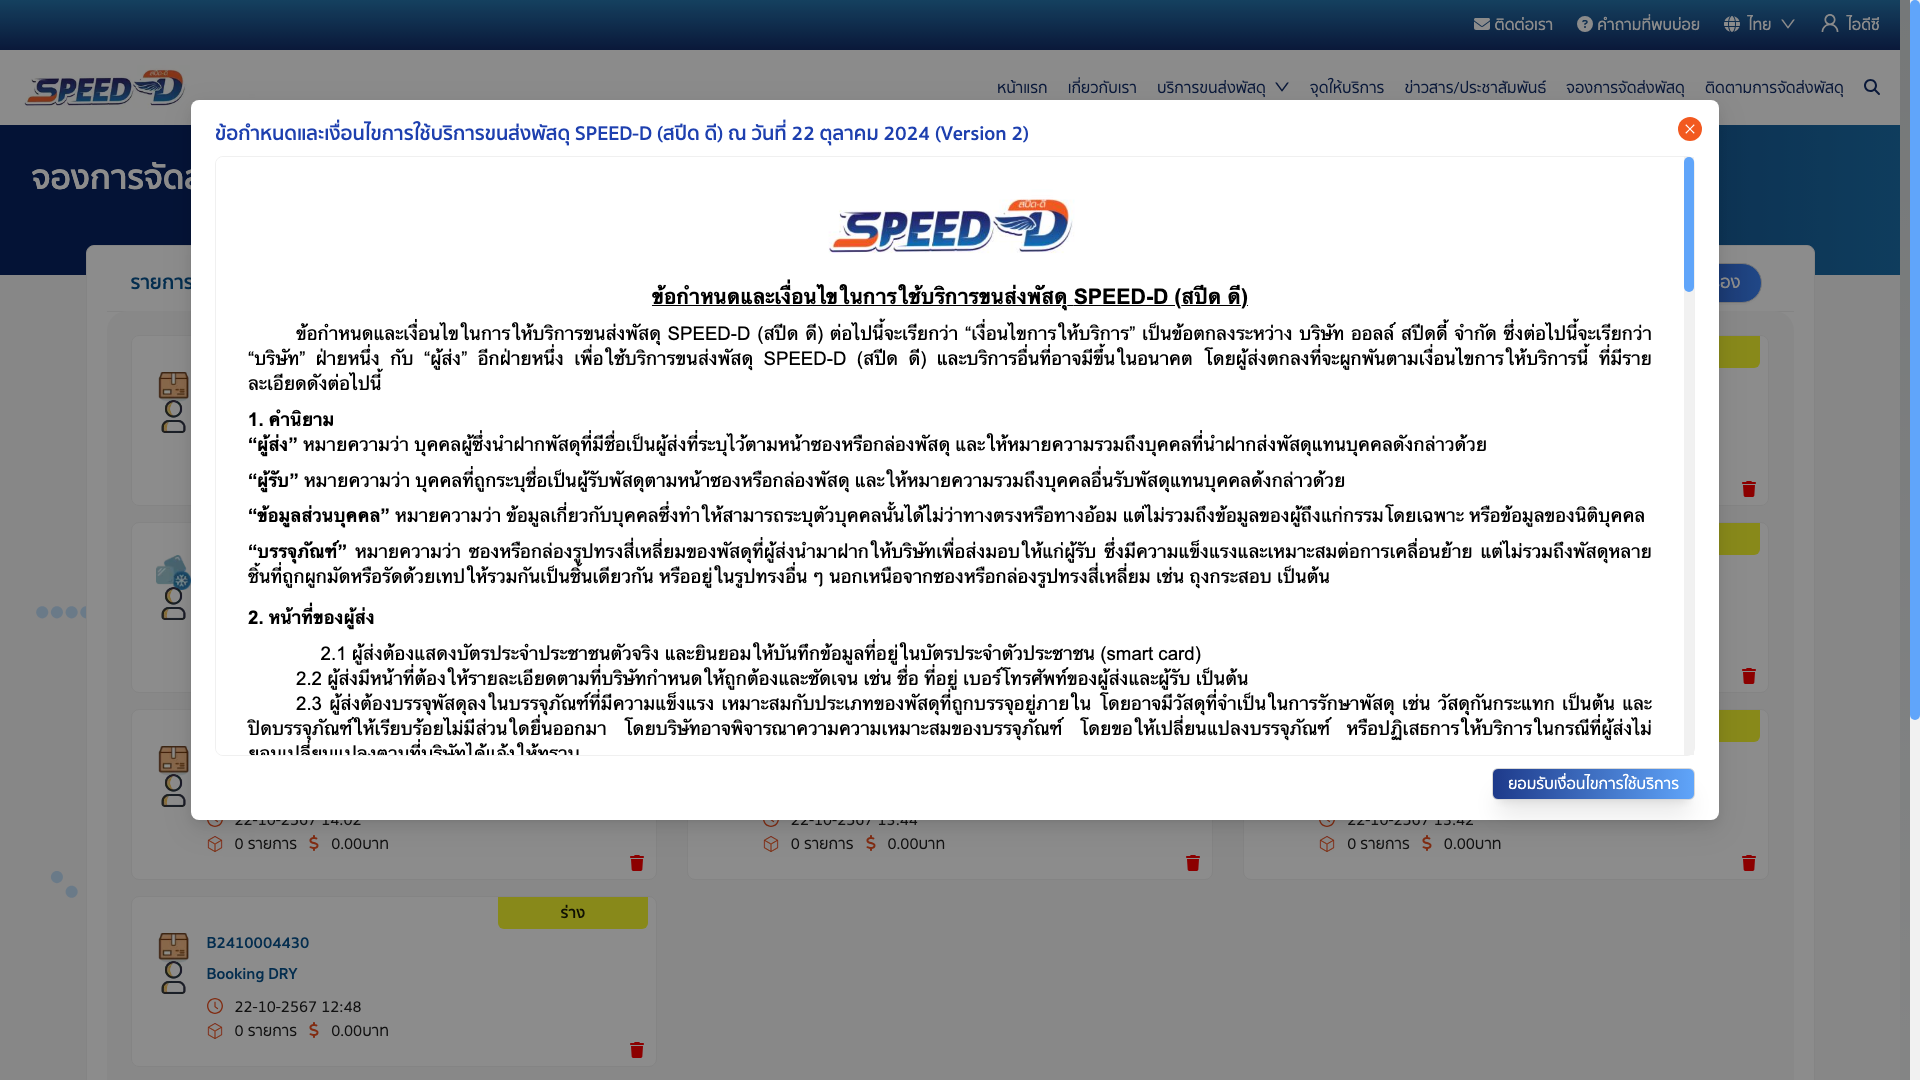 ติดต่อเรา คำถามที่พบบ่อย ไทย ไอดีซี
สปีด-ดี
SPEED-D
หน้าแรก เกี่ยวกับเรา บริการขนส่งพัสดุ จุดให้บริการ ข่าวสาร/ประชาสัมพันธ์ จองการจัดส่งพัสดุ ติดตามการจัดส่งพัสดุ
ข้อกำหนดและเงื่อนไขการใช้บริการขนส่งพัสดุ SPEED-D (สปีด ดี) ณ วันที่ 22 ตุลาคม 2024 (Version 2)
จองการจัดส
สปีด-ดี
SPEED-D
รายการ
ข้อกำหนดและเงื่อนไขในการใช้บริการขนส่งพัสดุ SPEED-D (สปีด ดี)
ข้อกำหนดและเงื่อนไขในการให้บริการขนส่งพัสดุ SPEED-D (สปีด ดี) ต่อไปนี้จะเรียกว่า “เงื่อนไขการให้บริการ” เป็นข้อตกลงระหว่าง บริษัท ออลล์ สปีดดี้ จำกัด ซึ่งต่อไปนี้จะเรียกว่า
“บริษัท” ฝ่ายหนึ่ง กับ “ผู้ส่ง” อีกฝ่ายหนึ่ง เพื่อใช้บริการขนส่งพัสดุ SPEED-D (สปีด ดี) และบริการอื่นที่อาจมีขึ้นในอนาคต โดยผู้ส่งตกลงที่จะผูกพันตามเงื่อนไขการให้บริการนี้ ที่มีราย
ละเอียดดังต่อไปนี้
1. คำนิยาม
“ผู้ส่ง” หมายความว่า บุคคลผู้ซึ่งนำฝากพัสดุที่มีชื่อเป็นผู้ส่งที่ระบุไว้ตามหน้าซองหรือกล่องพัสดุ และให้หมายความรวมถึงบุคคลที่นำฝากส่งพัสดุแทนบุคคลดังกล่าวด้วย
“ผู้รับ” หมายความว่า บุคคลที่ถูกระบุชื่อเป็นผู้รับพัสดุตามหน้าซองหรือกล่องพัสดุ และให้หมายความรวมถึงบุคคลอื่นรับพัสดุแทนบุคคลดังกล่าวด้วย
“ข้อมูลส่วนบุคคล” หมายความว่า ข้อมูลเกี่ยวกับบุคคลซึ่งทำให้สามารถระบุตัวบุคคลนั้นได้ไม่ว่าทางตรงหรือทางอ้อม แต่ไม่รวมถึงข้อมูลของผู้ถึงแก่กรรมโดยเฉพาะ หรือข้อมูลของนิติบุคคล
“บรรจุภัณฑ์” หมายความว่า ซองหรือกล่องรูปทรงสี่เหลี่ยมของพัสดุที่ผู้ส่งนำมาฝากให้บริษัทเพื่อส่งมอบให้แก่ผู้รับ ซึ่งมีความแข็งแรงและเหมาะสมต่อการเคลื่อนย้าย แต่ไม่รวมถึงพัสดุหลาย
ชิ้นที่ถูกผูกมัดหรือรัดด้วยเทปให้รวมกันเป็นชิ้นเดียวกัน หรืออยู่ในรูปทรงอื่น ๆ นอกเหนือจากซองหรือกล่องรูปทรงสี่เหลี่ยม เช่น ถุงกระสอบ เป็นต้น
2. หน้าที่ของผู้ส่ง
2.1 ผู้ส่งต้องแสดงบัตรประจำประชาชนตัวจริง และยินยอมให้บันทึกข้อมูลที่อยู่ในบัตรประจำตัวประชาชน (smart card)
2.2 ผู้ส่งมีหน้าที่ต้องให้รายละเอียดตามที่บริษัทกำหนดให้ถูกต้องและชัดเจน เช่น ชื่อ ที่อยู่ เบอร์โทรศัพท์ของผู้ส่งและผู้รับ เป็นต้น
2.3 ผู้ส่งต้องบรรจุพัสดุลงในบรรจุภัณฑ์ที่มีความแข็งแรง เหมาะสมกับประเภทของพัสดุที่ถูกบรรจุอยู่ภายใน โดยอาจมีวัสดุที่จำเป็นในการรักษาพัสดุ เช่น วัสดุกันกระแทก เป็นต้น และ
ปิดบรรจุภัณฑ์ให้เรียบร้อยไม่มีส่วนใดยื่นออกมา โดยบริษัทอาจพิจารณาความความเหมาะสมของบรรจุภัณฑ์ โดยขอให้เปลี่ยนแปลงบรรจุภัณฑ์ หรือปฏิเสธการให้บริการในกรณีที่ผู้ส่งไม่
ยอมเปลี่ยนแปลงตามที่บริษัทได้แจ้งให้ทราบ
ยอมรับเงื่อนไขการใช้บริการ
22-10-2567 14:02 22-10-2567 13:44 22-10-2567 13:42
0 รายการ 0.00บาท 0 รายการ 0.00บาท 0 รายการ 0.00บาท
ร่าง
B2410004430
Booking DRY
22-10-2567 12:48
0 รายการ 0.00บาท